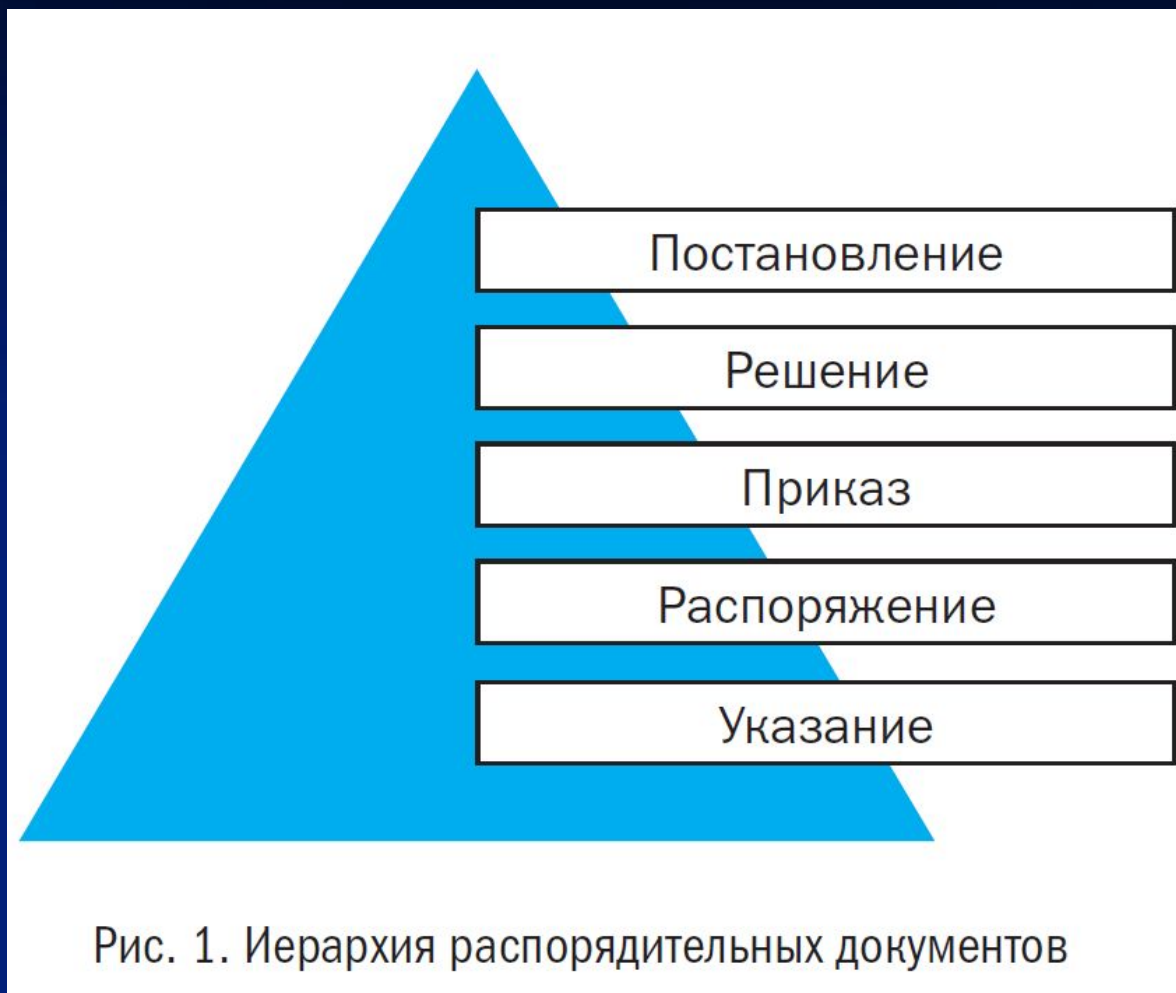 Постановление
Решение
Приказ
Распоряжение
Указание
Рис. 1. Иерархия распорядительных документов